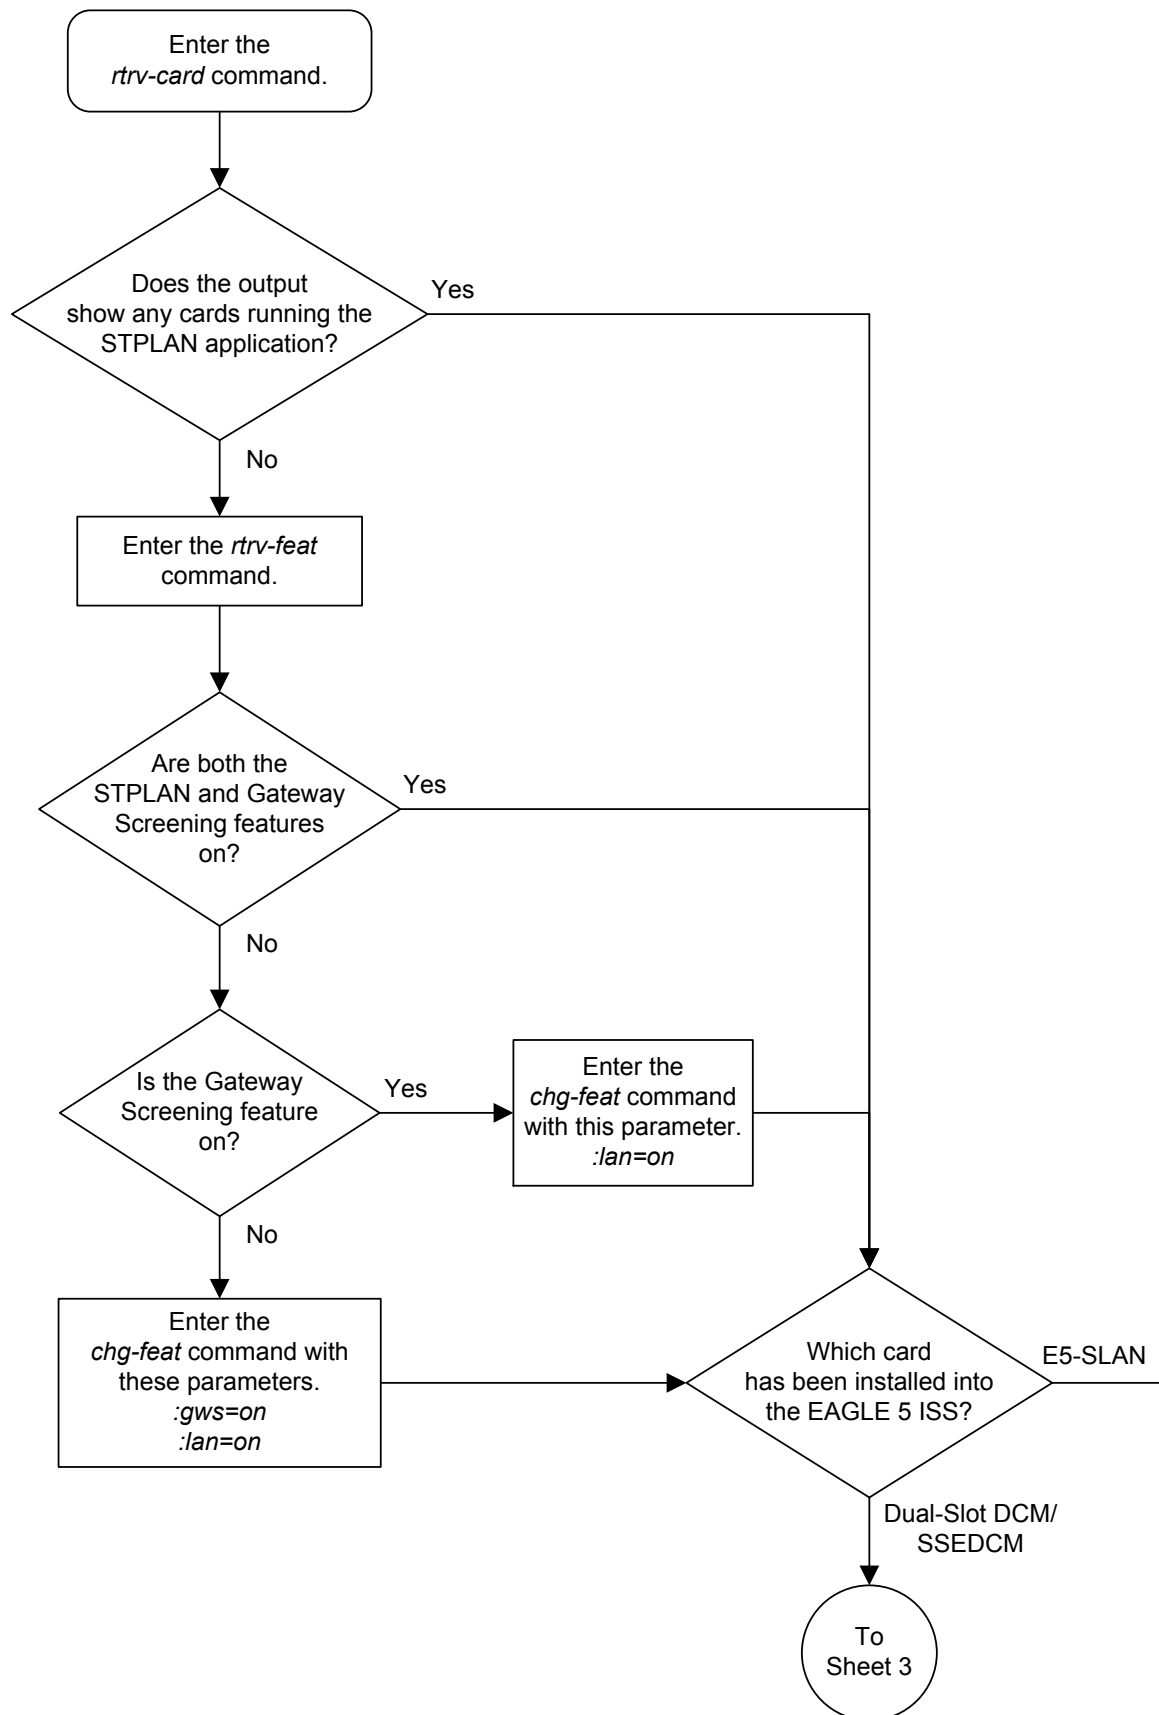 Enter the
rtrv-card command.
Does the output
show any cards running the
STPLAN application?
Yes
No
Enter the rtrv-feat
command.
Are both the
STPLAN and Gateway
Screening features
on?
Yes
No
Is the Gateway
Screening feature
on?
Yes
Enter the
chg-feat command
with this parameter.
:lan=on
No
Enter the
chg-feat command with
these parameters.
:gws=on
:lan=on
Which card
has been installed into
the EAGLE 5 ISS?
E5-SLAN
Dual-Slot DCM/
SSEDCM
To
Sheet 3